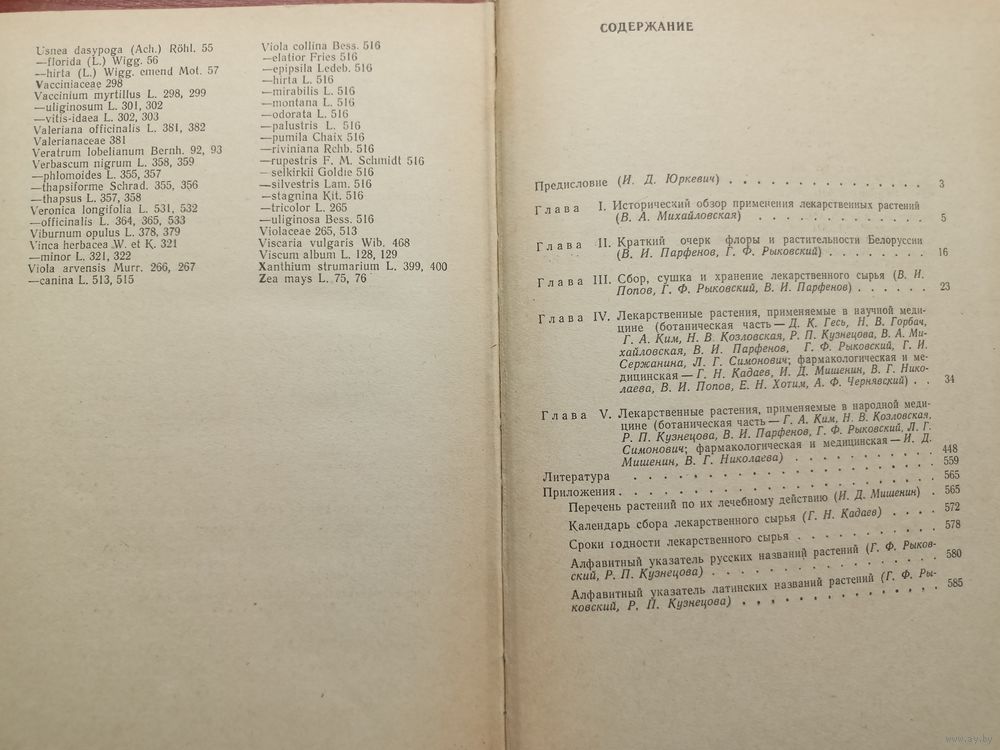 Usnea dasypoga (Ach.) Röhl. 55
—florida (L.) Wigg. 56
—hirta (L.) Wigg. emend Mot. 57
Vacciniaceae 298
Vaccinium myrtillus L. 298, 299
—uliginosum L. 301, 302
—vitis-idaea L. 302, 303
Valeriana officinalis L. 381, 382
Valerianaceae 381
Veratrum lobelianum Bernh. 92, 93
Verbascum nigrum L. 358, 359
—phlomoides L. 355, 357
—thapsiforme Schrad. 355, 356
—thapsus L. 357, 358
Veronica longifolia L. 531, 532
—officinalis L. 364, 365, 533
Viburnum opulus L. 378, 379
Vinca herbacea W. et K. 321
—minor L. 321, 322
Viola arvensis Murr. 266, 267
—canina L. 513, 515
Viola collina Bess. 516
—elatior Fries 516
—epipsila Ledeb. 516
—hirta L. 516
—mirabilis L. 516
—montana L. 516
—odorata L. 516
—palustris L. 516
—pumila Chaix 516
—riviniana Rchb. 516
—rupestris F. M. Schmidt 516
—selkirkii Goldie 516
—silvestris Lam. 516
—stagnina Kit. 516
—tricolor L. 265
—uliginosa Bess. 516
Violaceae 265, 513
Viscaria vulgaris Wib. 468
Viscum album L. 128, 129
Xanthium strumarium L. 399, 400
Zea mays L. 75, 76
СОДЕРЖАНИЕ
Предисловие (И. Д. Юркевич) . . . . . . . . . . . . . . . 3
Глава I. Исторический обзор применения лекарственных растений
(В. А. Михайловская) . . . . . . . . . . . . 5
Глава II. Краткий очерк флоры и растительности Белоруссии
(В. И. Парфенов, Г. Ф. Рыковский) . . . . . . . . 16
Глава III. Сбор, сушка и хранение лекарственного сырья (В. И.
Попов, Г. Ф. Рыковский, В. И. Парфенов) . . . . . . 23
Глава IV. Лекарственные растения, применяемые в научной меди-
цине (ботаническая часть — Д. К. Гесь, Н. В. Горбач,
Г. А. Ким, Н. В. Козловская, Р. П. Кузнецова, В. А. Ми-
хайловская, В. И. Парфенов, Г. Ф. Рыковский, Г. И.
Сержанина, Л. Г. Симонович; фармакологическая и ме-
дицинская — Г. Н. Кадаев, И. Д. Мишенин, В. Г. Нико-
лаева, В. И. Попов, Е. Н. Хотим, А. Ф. Чернявский) . . 34
Глава V. Лекарственные растения, применяемые в народной меди-
цине (ботаническая часть — Г. А. Ким, Н. В. Козловская,
Р. П. Кузнецова, В. И. Парфенов, Г. Ф. Рыковский, Л. Г.
Симонович; фармакологическая и медицинская — И. Д.
Мишенин, В. Г. Николаева) . . . . . . . . . . 448
Литература . . . . . . . . . . . . . . . . 559
Приложения . . . . . . . . . . . . . . . . 565
Перечень растений по их лечебному действию (И. Д. Мишенин) . 565
Календарь сбора лекарственного сырья (Г. Н. Кадаев) . . . . 572
Сроки годности лекарственного сырья . . . . . . . . . 578
Алфавитный указатель русских названий растений (Г. Ф. Рыков-
ский, Р. П. Кузнецова) . . . . . . . . . . . . . 580
Алфавитный указатель латинских названий растений (Г. Ф. Ры-
ковский, Р. П. Кузнецова) . . . . . . . . . . . . 585
www.ay.by